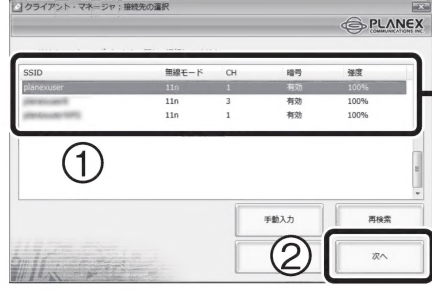 クライアント・マネージャ：接続先の選択
PLANEX
COMMUNICATIONS INC.
SSID 無線モード CH 暗号 強度
planexuser 11n 1 有効 100%
11n 3 有効 100%
11n 1 有効 100%
①
手動入力 再検索
② 次へ